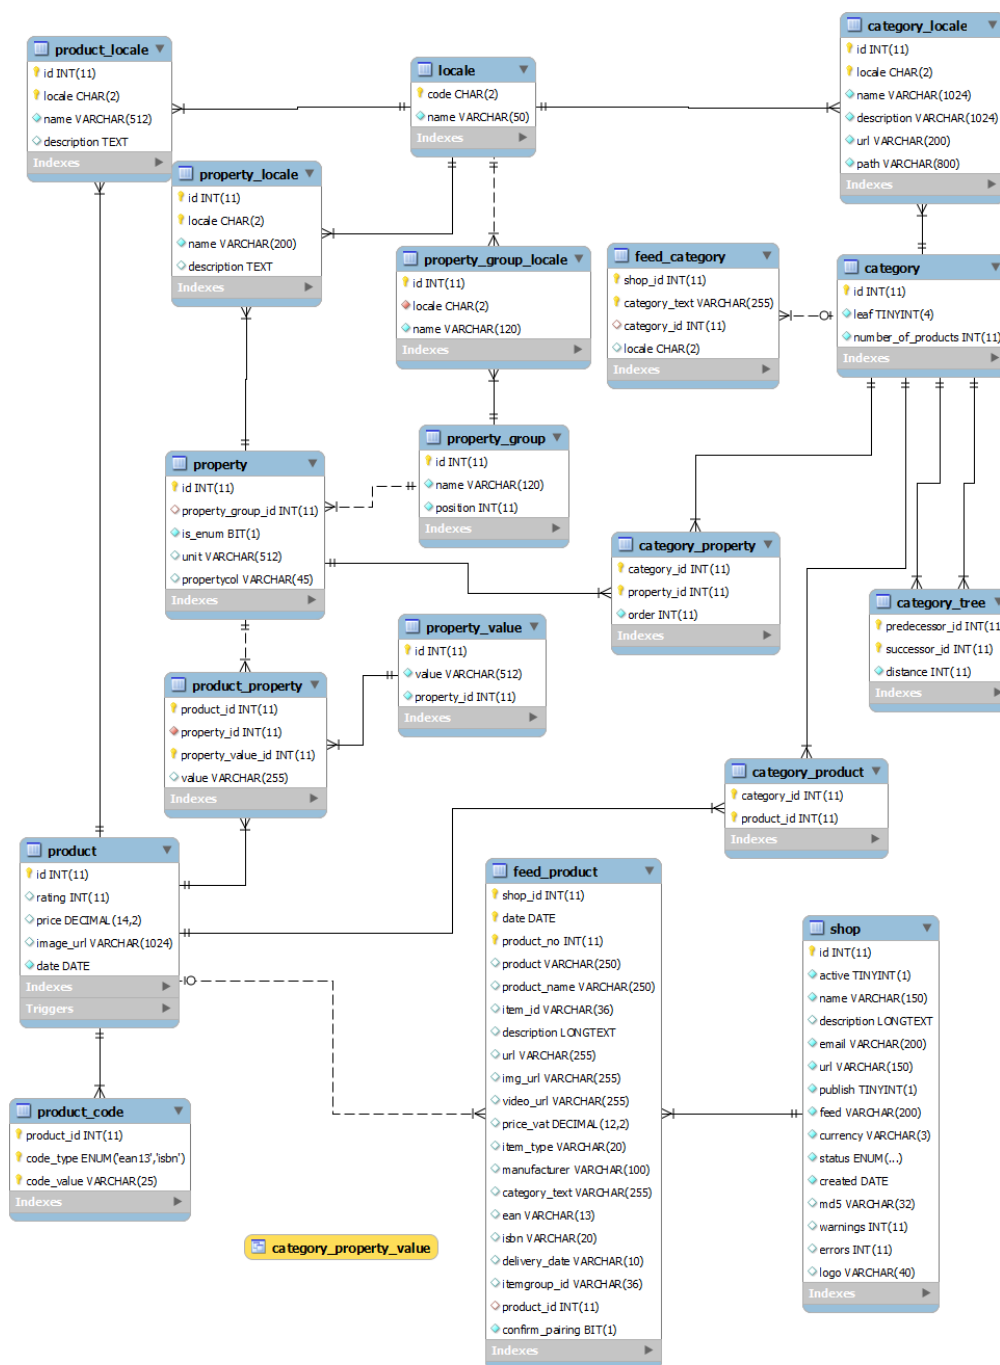 product_locale
id INT(11)
locale CHAR(2)
name VARCHAR(512)
description TEXT
Indexes
locale
code CHAR(2)
name VARCHAR(50)
Indexes
category_locale
id INT(11)
locale CHAR(2)
name VARCHAR(1024)
description VARCHAR(1024)
url VARCHAR(200)
path VARCHAR(800)
Indexes
property_locale
id INT(11)
locale CHAR(2)
name VARCHAR(200)
description TEXT
Indexes
property_group_locale
id INT(11)
locale CHAR(2)
name VARCHAR(120)
Indexes
feed_category
shop_id INT(11)
category_text VARCHAR(255)
category_id INT(11)
locale CHAR(2)
Indexes
category
id INT(11)
leaf TINYINT(4)
number_of_products INT(11)
Indexes
property_group
id INT(11)
name VARCHAR(120)
position INT(11)
Indexes
property
id INT(11)
property_group_id INT(11)
is_enum BIT(1)
unit VARCHAR(512)
propertycol VARCHAR(45)
Indexes
category_property
category_id INT(11)
property_id INT(11)
order INT(11)
Indexes
category_tree
predecessor_id INT(11
successor_id INT(11)
distance INT(11)
Indexes
property_value
id INT(11)
value VARCHAR(512)
property_id INT(11)
Indexes
product_property
product_id INT(11)
property_id INT(11)
property_value_id INT(11)
value VARCHAR(255)
Indexes
category_product
category_id INT(11)
product_id INT(11)
Indexes
product
id INT(11)
rating INT(11)
price DECIMAL(14,2)
image_url VARCHAR(1024)
date DATE
Indexes
Triggers
feed_product
shop_id INT(11)
date DATE
product_no INT(11)
product VARCHAR(250)
product_name VARCHAR(250)
item_id VARCHAR(36)
description LONGTEXT
url VARCHAR(255)
img_url VARCHAR(255)
video_url VARCHAR(255)
price_vat DECIMAL(12,2)
item_type VARCHAR(20)
manufacturer VARCHAR(100)
category_text VARCHAR(255)
ean VARCHAR(13)
isbn VARCHAR(20)
delivery_date VARCHAR(10)
itemgroup_id VARCHAR(36)
product_id INT(11)
confirm_pairing BIT(1)
Indexes
shop
id INT(11)
active TINYINT(1)
name VARCHAR(150)
description LONGTEXT
email VARCHAR(200)
url VARCHAR(150)
publish TINYINT(1)
feed VARCHAR(200)
currency VARCHAR(3)
status ENUM(...)
created DATE
md5 VARCHAR(32)
warnings INT(11)
errors INT(11)
logo VARCHAR(40)
Indexes
product_code
product_id INT(11)
code_type ENUM('ean13','isbn')
code_value VARCHAR(25)
Indexes
category_property_value